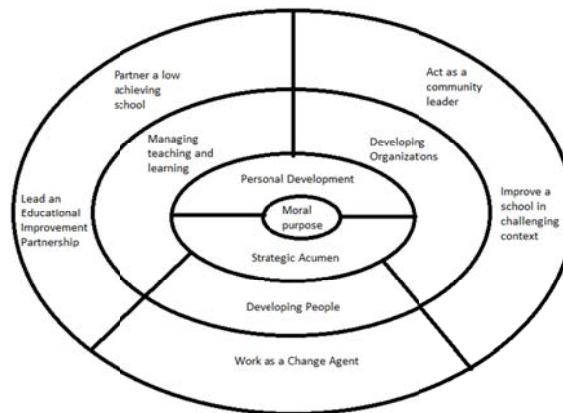 Partner a low
achieving
school
Act as a
community
leader
Managing
teaching and
learning
Developing
Organizatons
Personal Development
Lead an
Educational
Improvement
Partnership
Moral
purpose
Improve a
school in
challenging
context
Strategic Acumen
Developing People
Work as a Change Agent